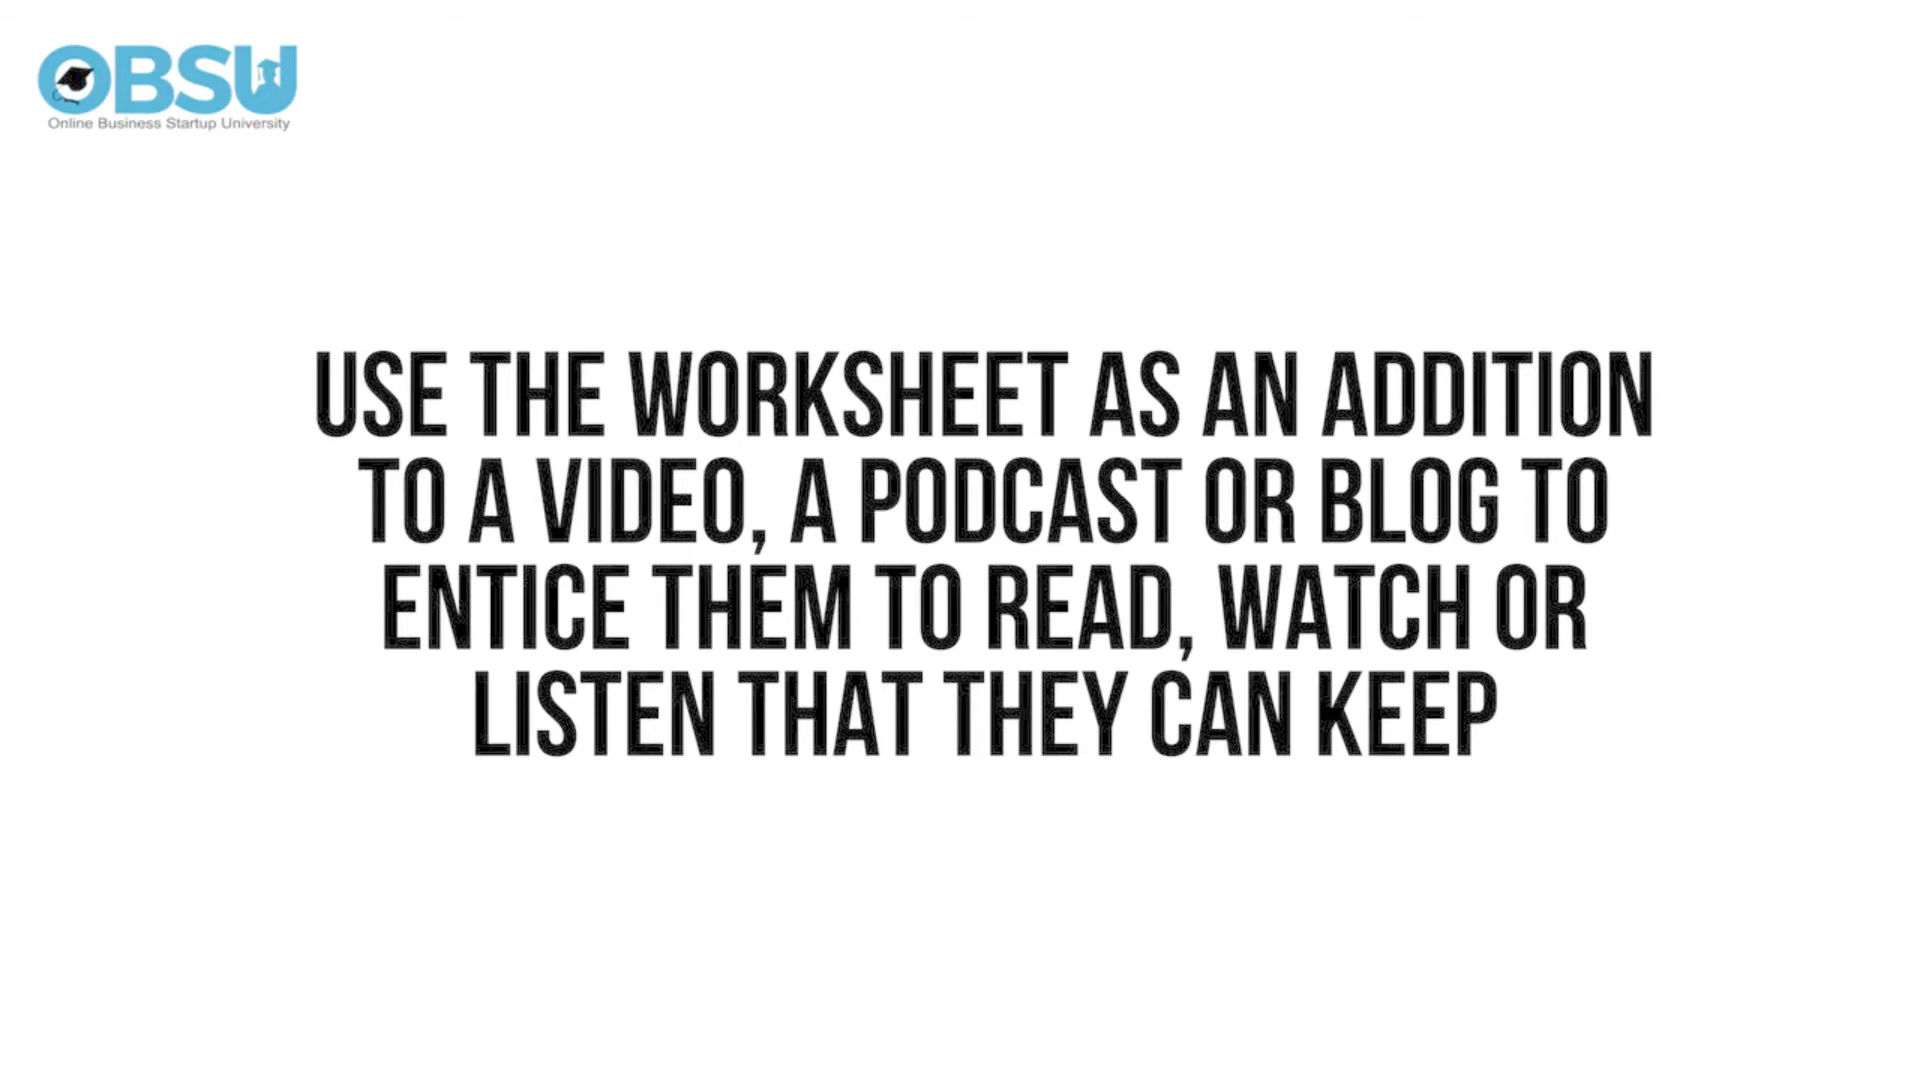 OBSU
Online Business Startup University
USE THE WORKSHEET AS AN ADDITION
TO A VIDEO, A PODCAST OR BLOG TO
ENTICE THEM TO READ, WATCH OR
LISTEN THAT THEY CAN KEEP